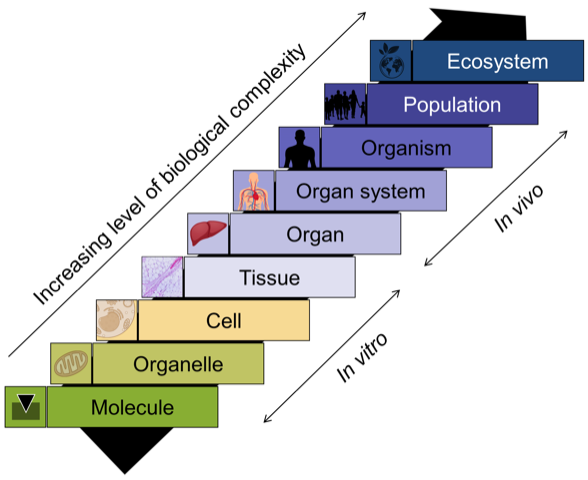 Increasing level of biological complexity
Ecosystem
Population
Organism
Organ system
Organ
Tissue
Cell
Organelle
Molecule
In vivo
In vitro